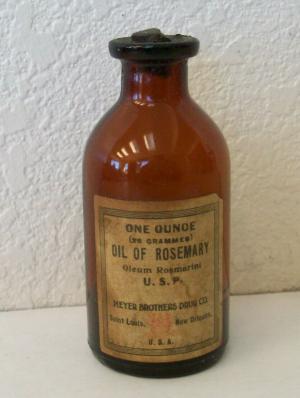 ONE OUNCE
(28 GRAMMES)
OIL OF ROSEMARY
Oleum Rosmarini
U. S. P.
MEYER BROTHERS DRUG CO.
Saint Louis, New Orleans,
U. S. A.